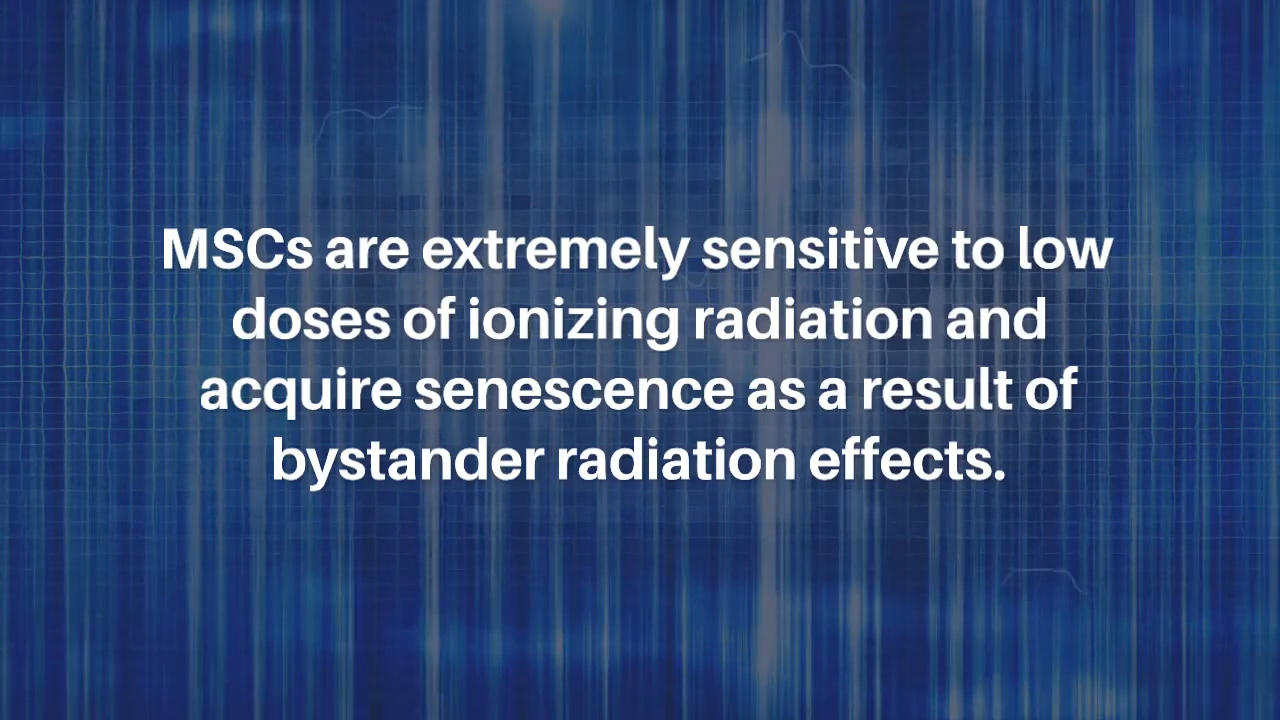 MSCs are extremely sensitive to low
doses of ionizing radiation and
acquire senescence as a result of
bystander radiation effects.